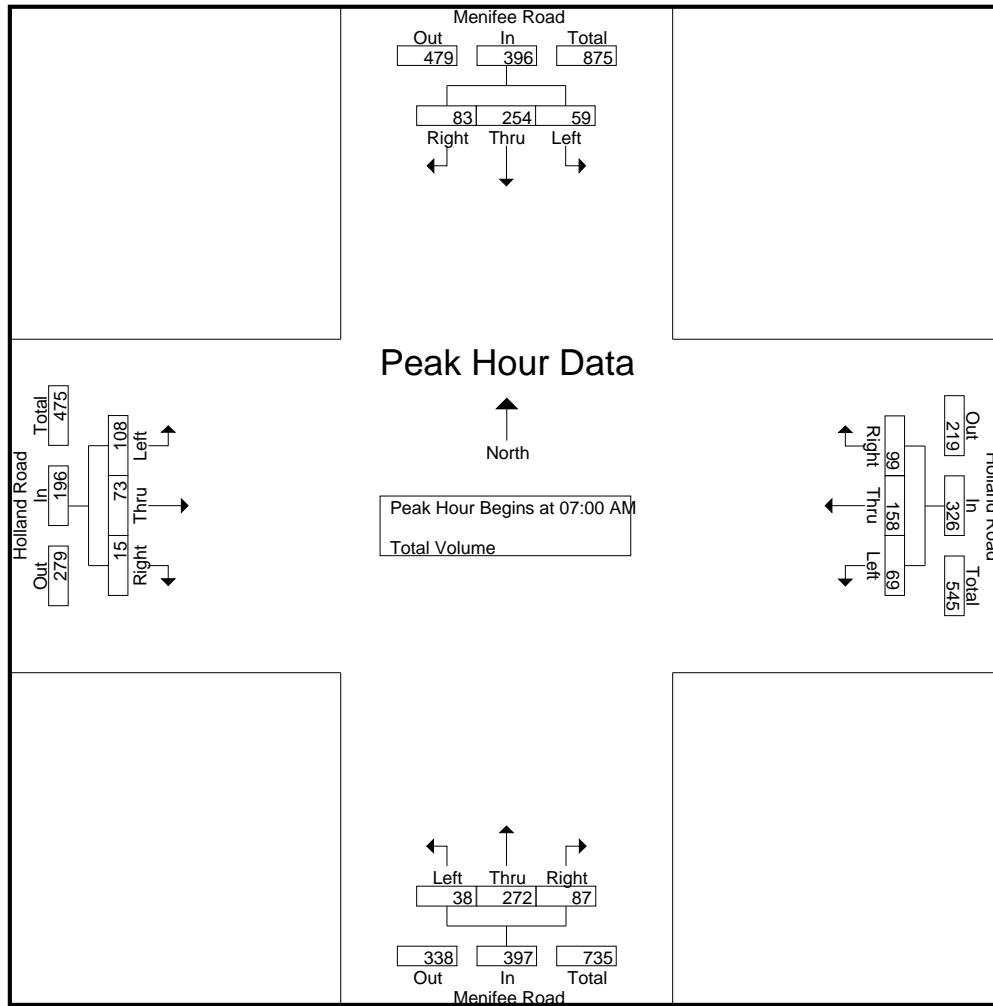 Menifee Road
Out In Total
479 396 875
83 254 59
Right Thru Left
Peak Hour Data
North
Peak Hour Begins at 07:00 AM
Total Volume
Holland Road
Total In Out
475 196 279
108 73 15
Left Thru Right
Right Thru Left
99 158 69
Out In Total
219 326 545
Holland Road
Left Thru Right
38 272 87
338 397 735
Out In Total
Menifee Road